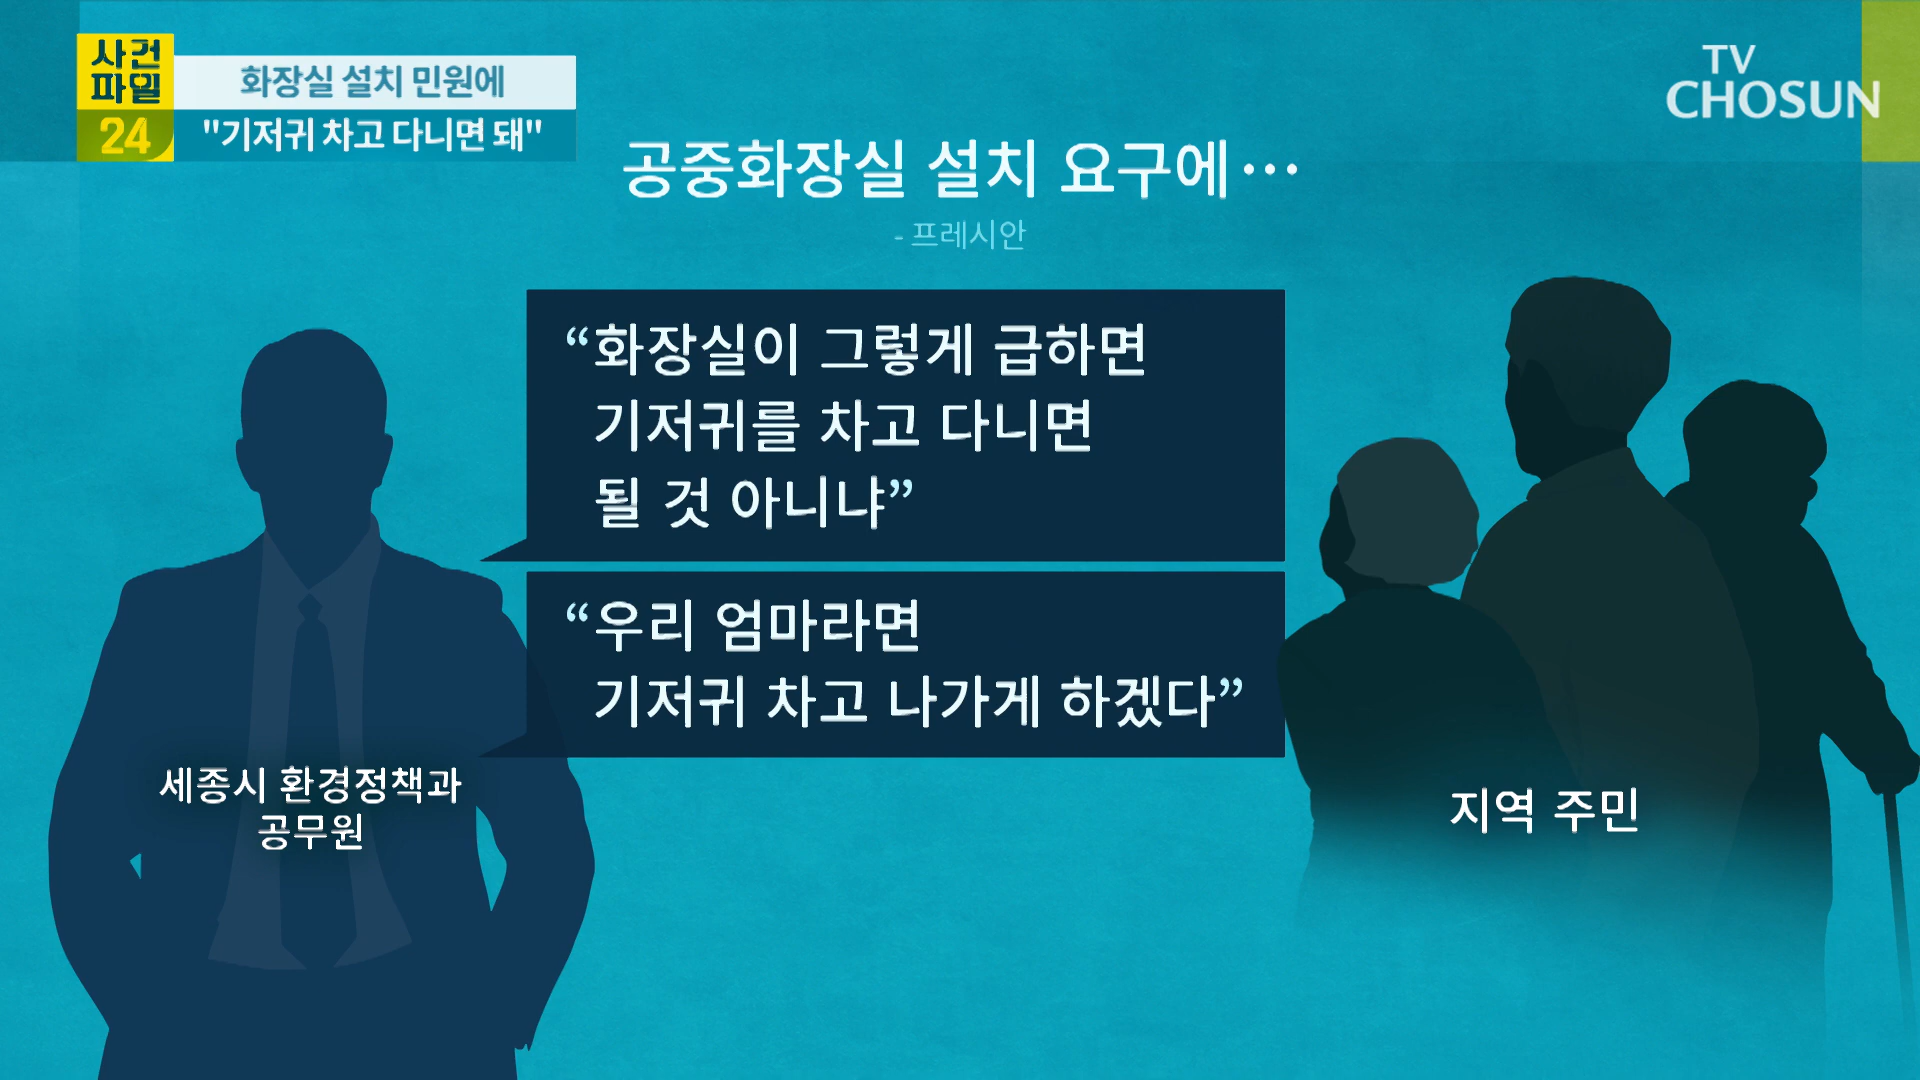 사건
파일
24
화장실 설치 민원에
"기저귀 차고 다니면 돼"
TV
CHOSUN
공중화장실 설치 요구에…
- 프레시안
“화장실이 그렇게 급하면
기저귀를 차고 다니면
될 것 아니냐”
“우리 엄마라면
기저귀 차고 나가게 하겠다”
세종시 환경정책과
공무원
지역 주민